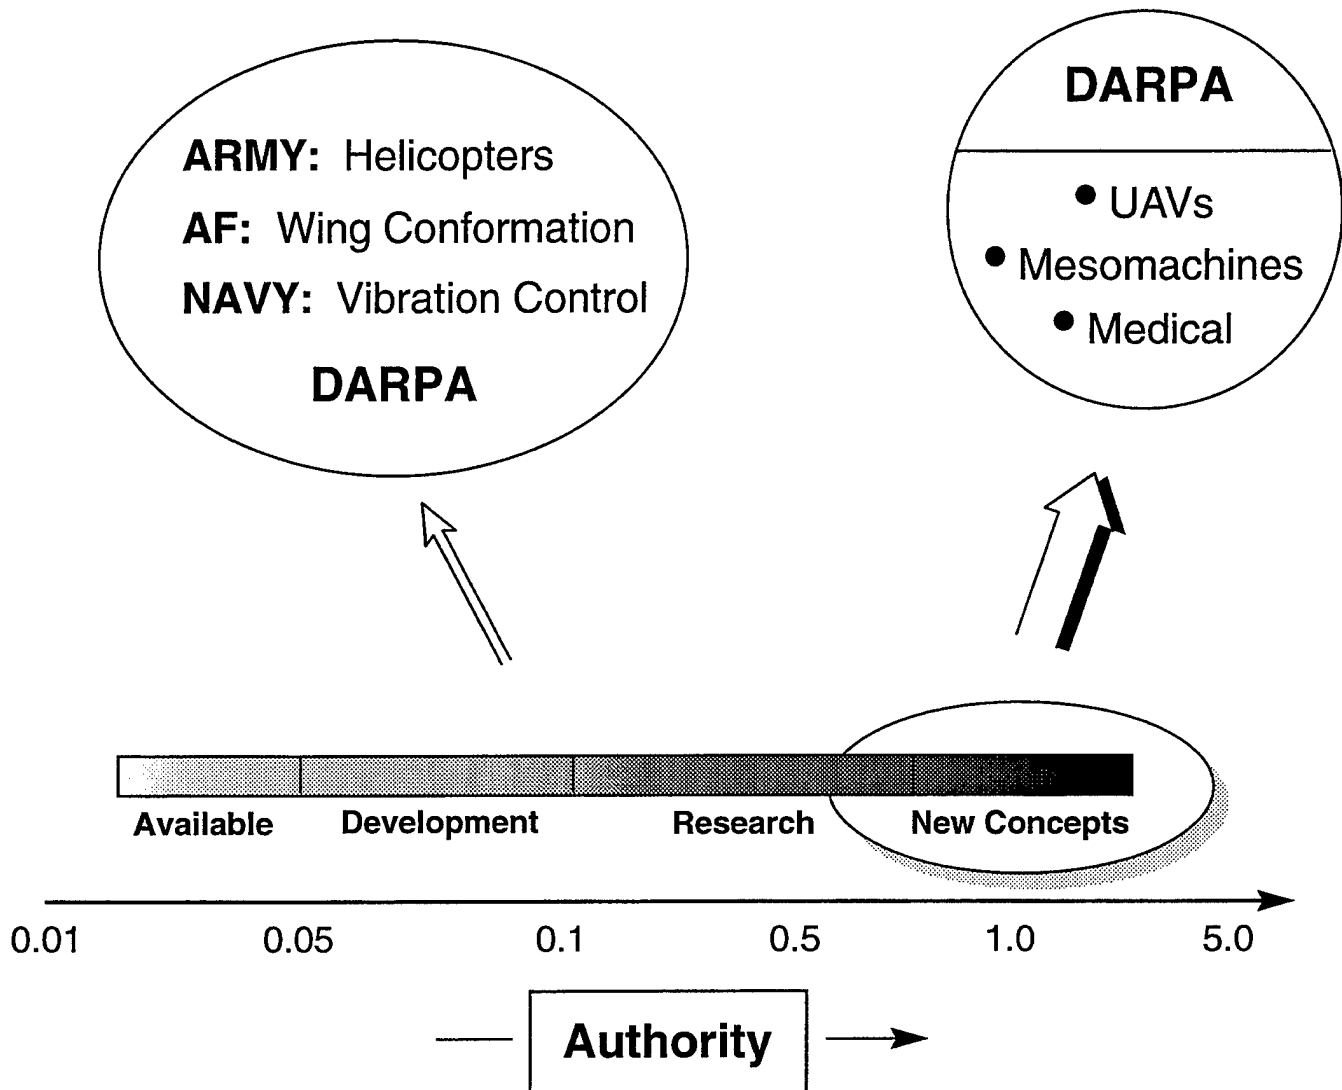 ARMY: Helicopters
AF: Wing Conformation
NAVY: Vibration Control
DARPA
DARPA
● UAVs
● Mesomachines
● Medical
Available Development Research New Concepts
0.01 0.05 0.1 0.5 1.0 5.0
Authority